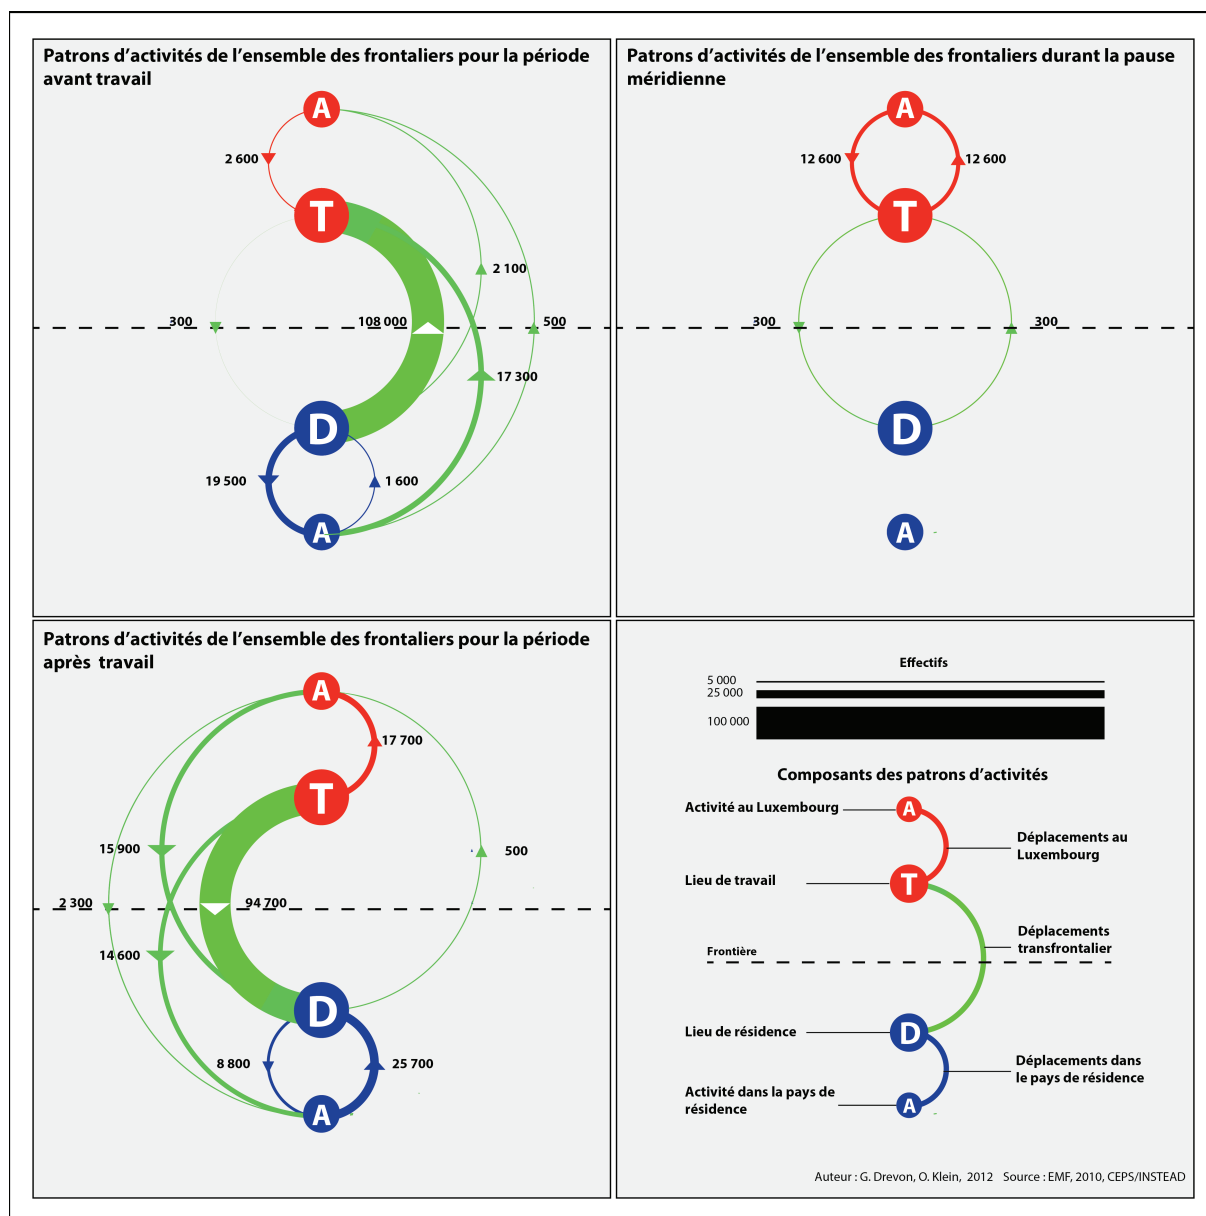 Patrons d’activités de l’ensemble des frontaliers pour la période
avant travail
A
2 600
T
2 100
300
108 000
500
17 300
D
19 500
1 600
A
Patrons d’activités de l’ensemble des frontaliers durant la pause
méridienne
A
12 600
12 600
T
300
300
D
A
Patrons d’activités de l’ensemble des frontaliers pour la période
après travail
A
17 700
T
15 900
500
2 300
94 700
14 600
D
8 800
25 700
A
Effectifs
5 000
25 000
100 000
Composants des patrons d’activités
Activité au Luxembourg
A
Déplacements au
Luxembourg
Lieu de travail
T
Déplacements
transfrontalier
Frontière
Lieu de résidence
D
Déplacements dans
le pays de résidence
Activité dans la pays de
résidence
A
Auteur : G. Drevon, O. Klein, 2012 Source : EMF, 2010, CEPS/INSTEAD